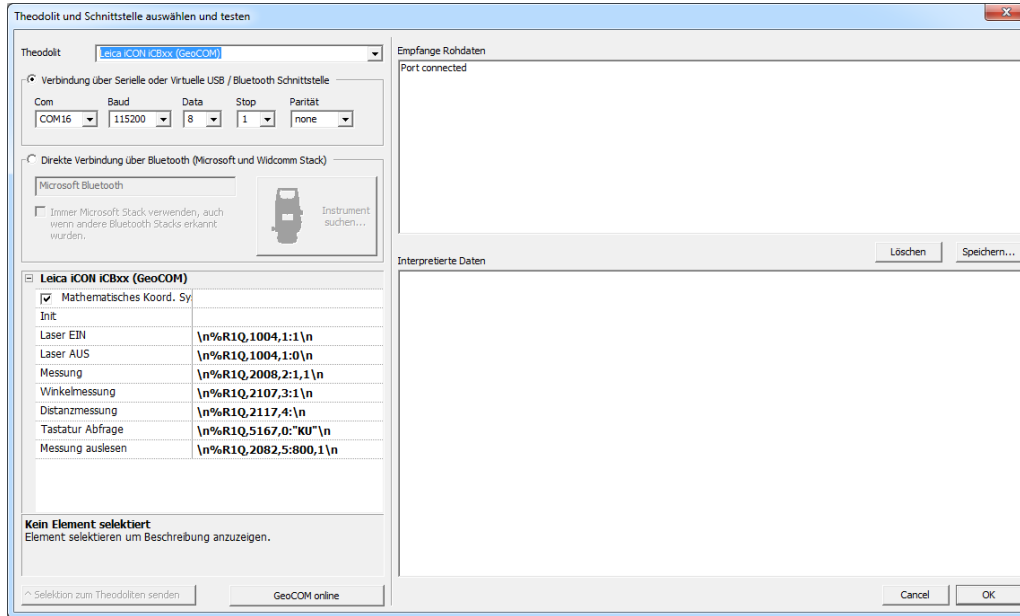 Theodolit und Schnittstelle auswählen und testen
Theodolit
Leica iCON iCBxx (GeoCOM)
Verbindung über Serielle oder Virtuelle USB / Bluetooth Schnittstelle
Com Baud Data Stop Parität
COM16 115200 8 1 none
Direkte Verbindung über Bluetooth (Microsoft und Widcomm Stack)
Microsoft Bluetooth
Immer Microsoft Stack verwenden, auch
wenn andere Bluetooth Stacks erkannt
wurden.
Instrument
suchen...
Leica iCON iCBxx (GeoCOM)
Mathematisches Koord. Sy
Init
Laser EIN \n%R1Q,1004,1:1\n
Laser AUS \n%R1Q,1004,1:0\n
Messung \n%R1Q,2008,2:1,1\n
Winkelmessung \n%R1Q,2107,3:1\n
Distanzmessung \n%R1Q,2117,4:\n
Tastatur Abfrage \n%R1Q,5167,0:"KU"\n
Messung auslesen \n%R1Q,2082,5:800,1\n
Kein Element selektiert
Element selektieren um Beschreibung anzuzeigen.
^ Selektion zum Theodoliten senden
GeoCOM online
Empfange Rohdaten
Port connected
Löschen
Speichern...
Interpretierte Daten
Cancel
OK